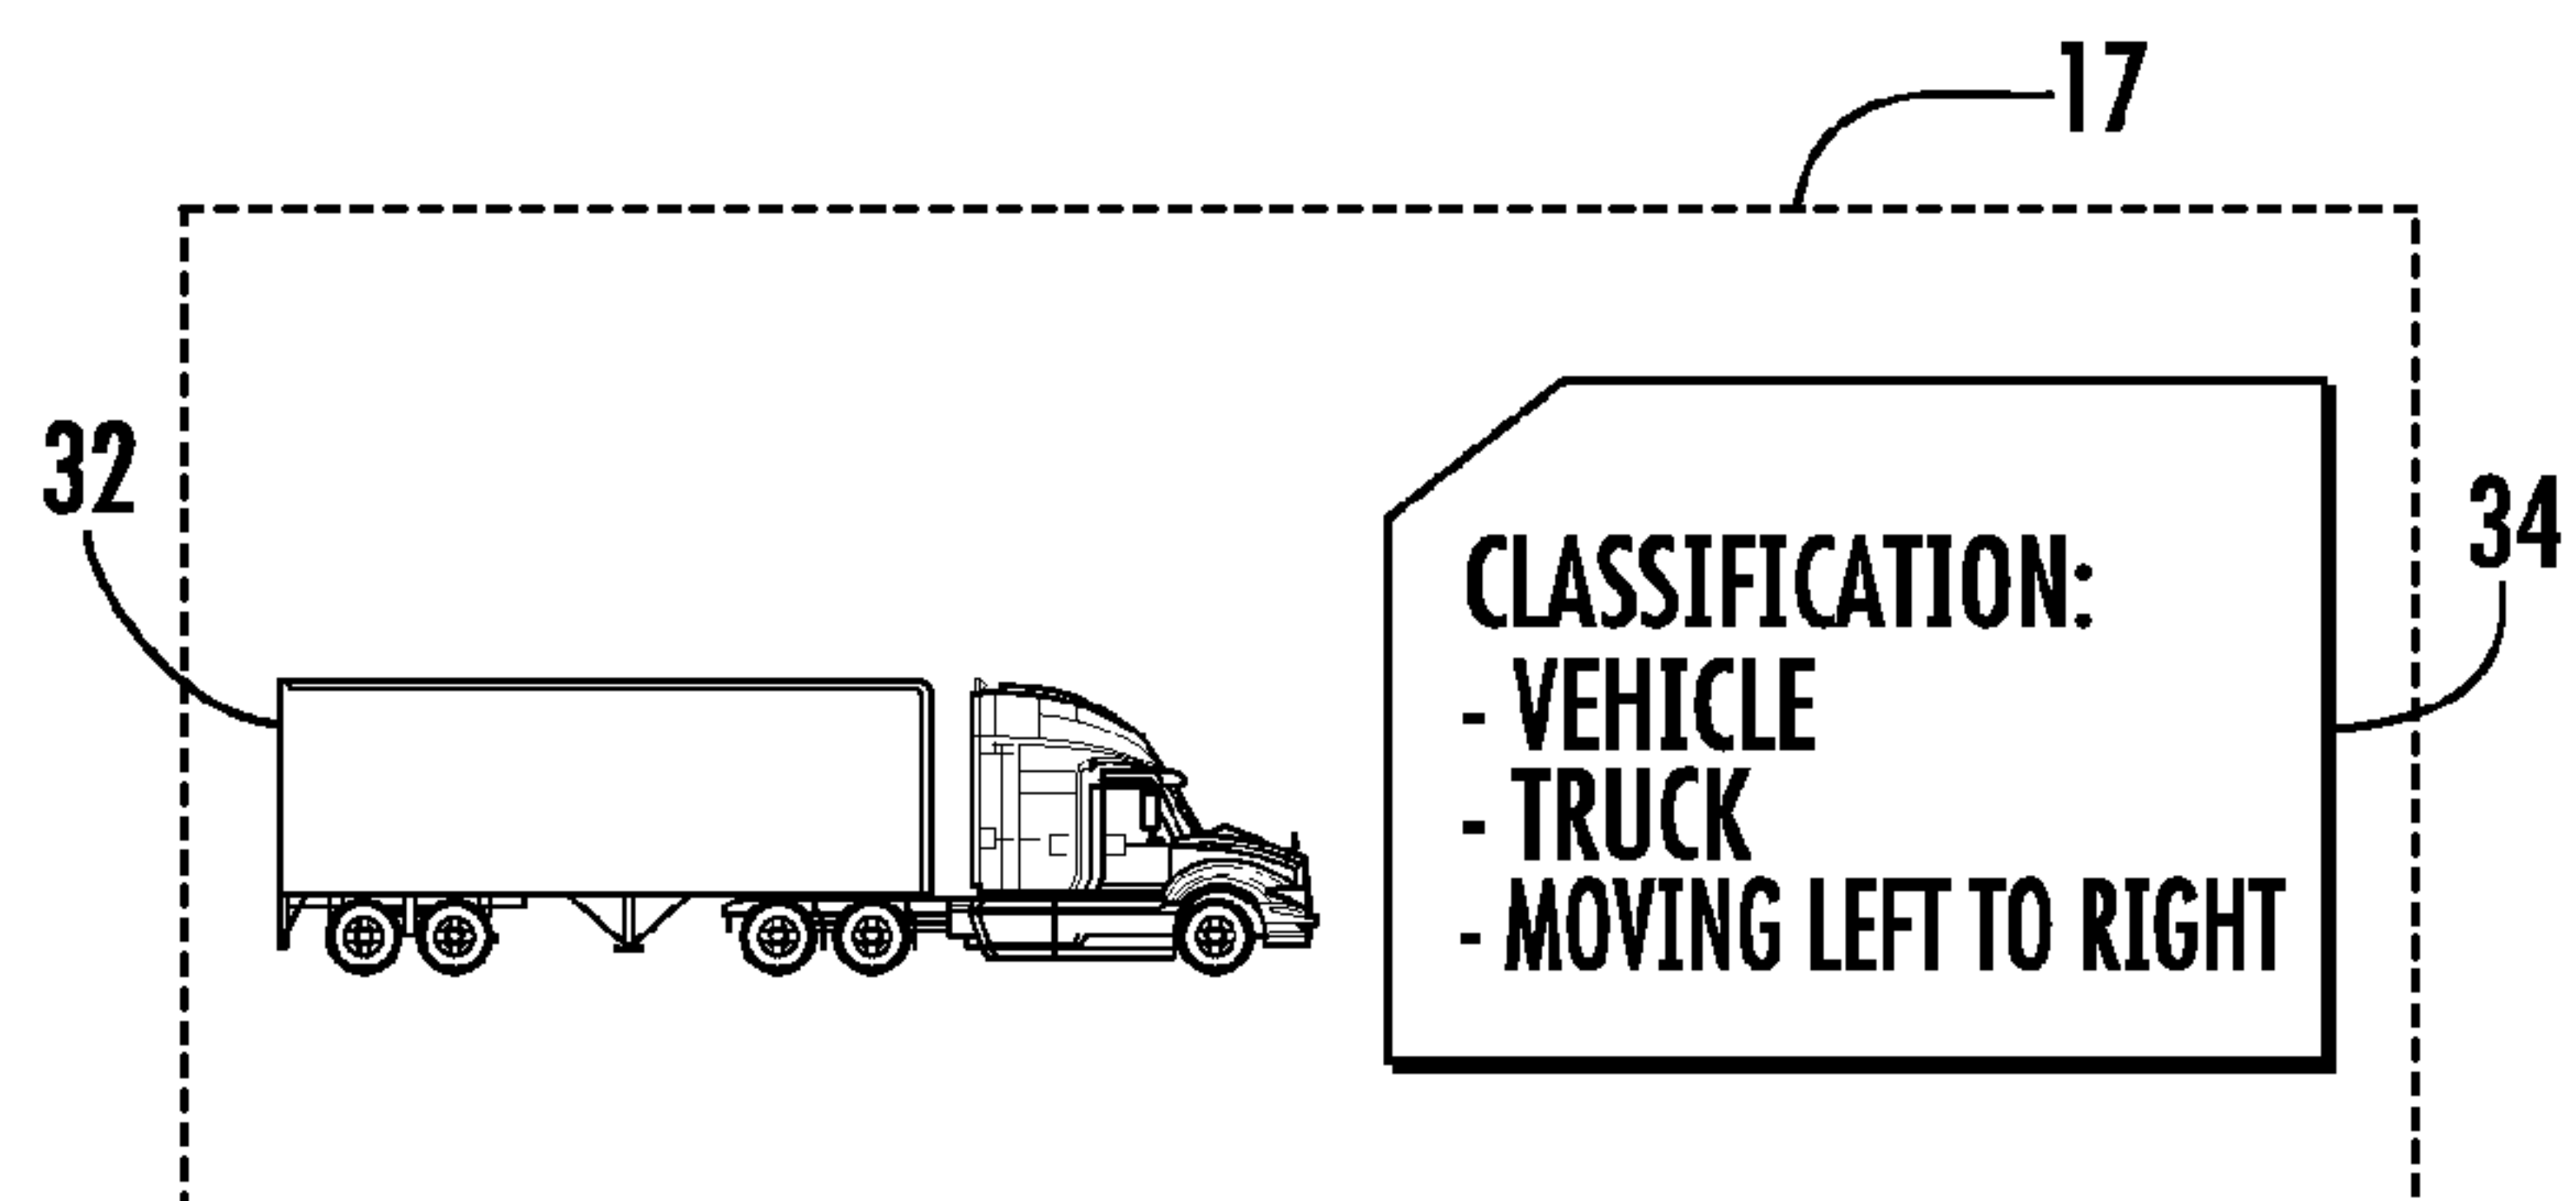 17
32
34
CLASSIFICATION:
- VEHICLE
- TRUCK
- MOVING LEFT TO RIGHT